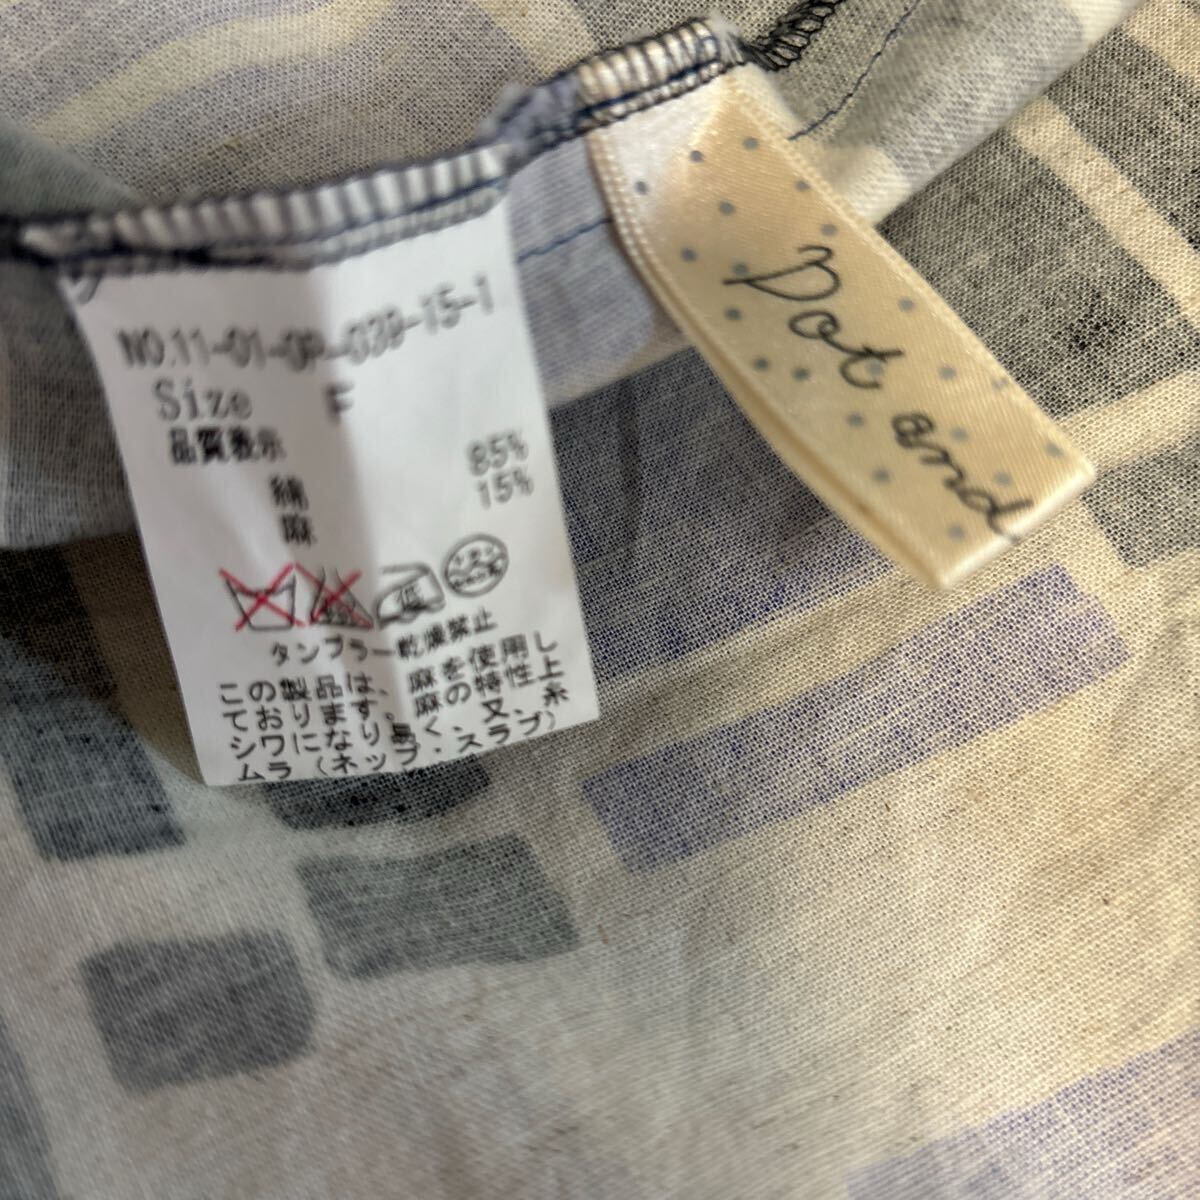 NO.11-01-OP-039-15-1
Size F
品質表示
綿 85%
麻 15%
低
タンブラー乾燥禁止
この製品は、麻を使用し
ております。麻の特性上
シワになり易く、又、糸
ムラ（ネップ・スラブ）
Dot and